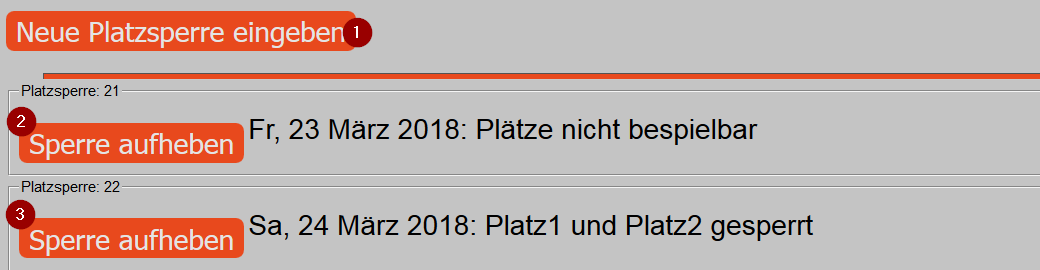 Neue Platzsperre eingeben 1
Platzsperre: 21
2
Sperre aufheben Fr, 23 März 2018: Plätze nicht bespielbar
Platzsperre: 22
3
Sperre aufheben Sa, 24 März 2018: Platz1 und Platz2 gesperrt